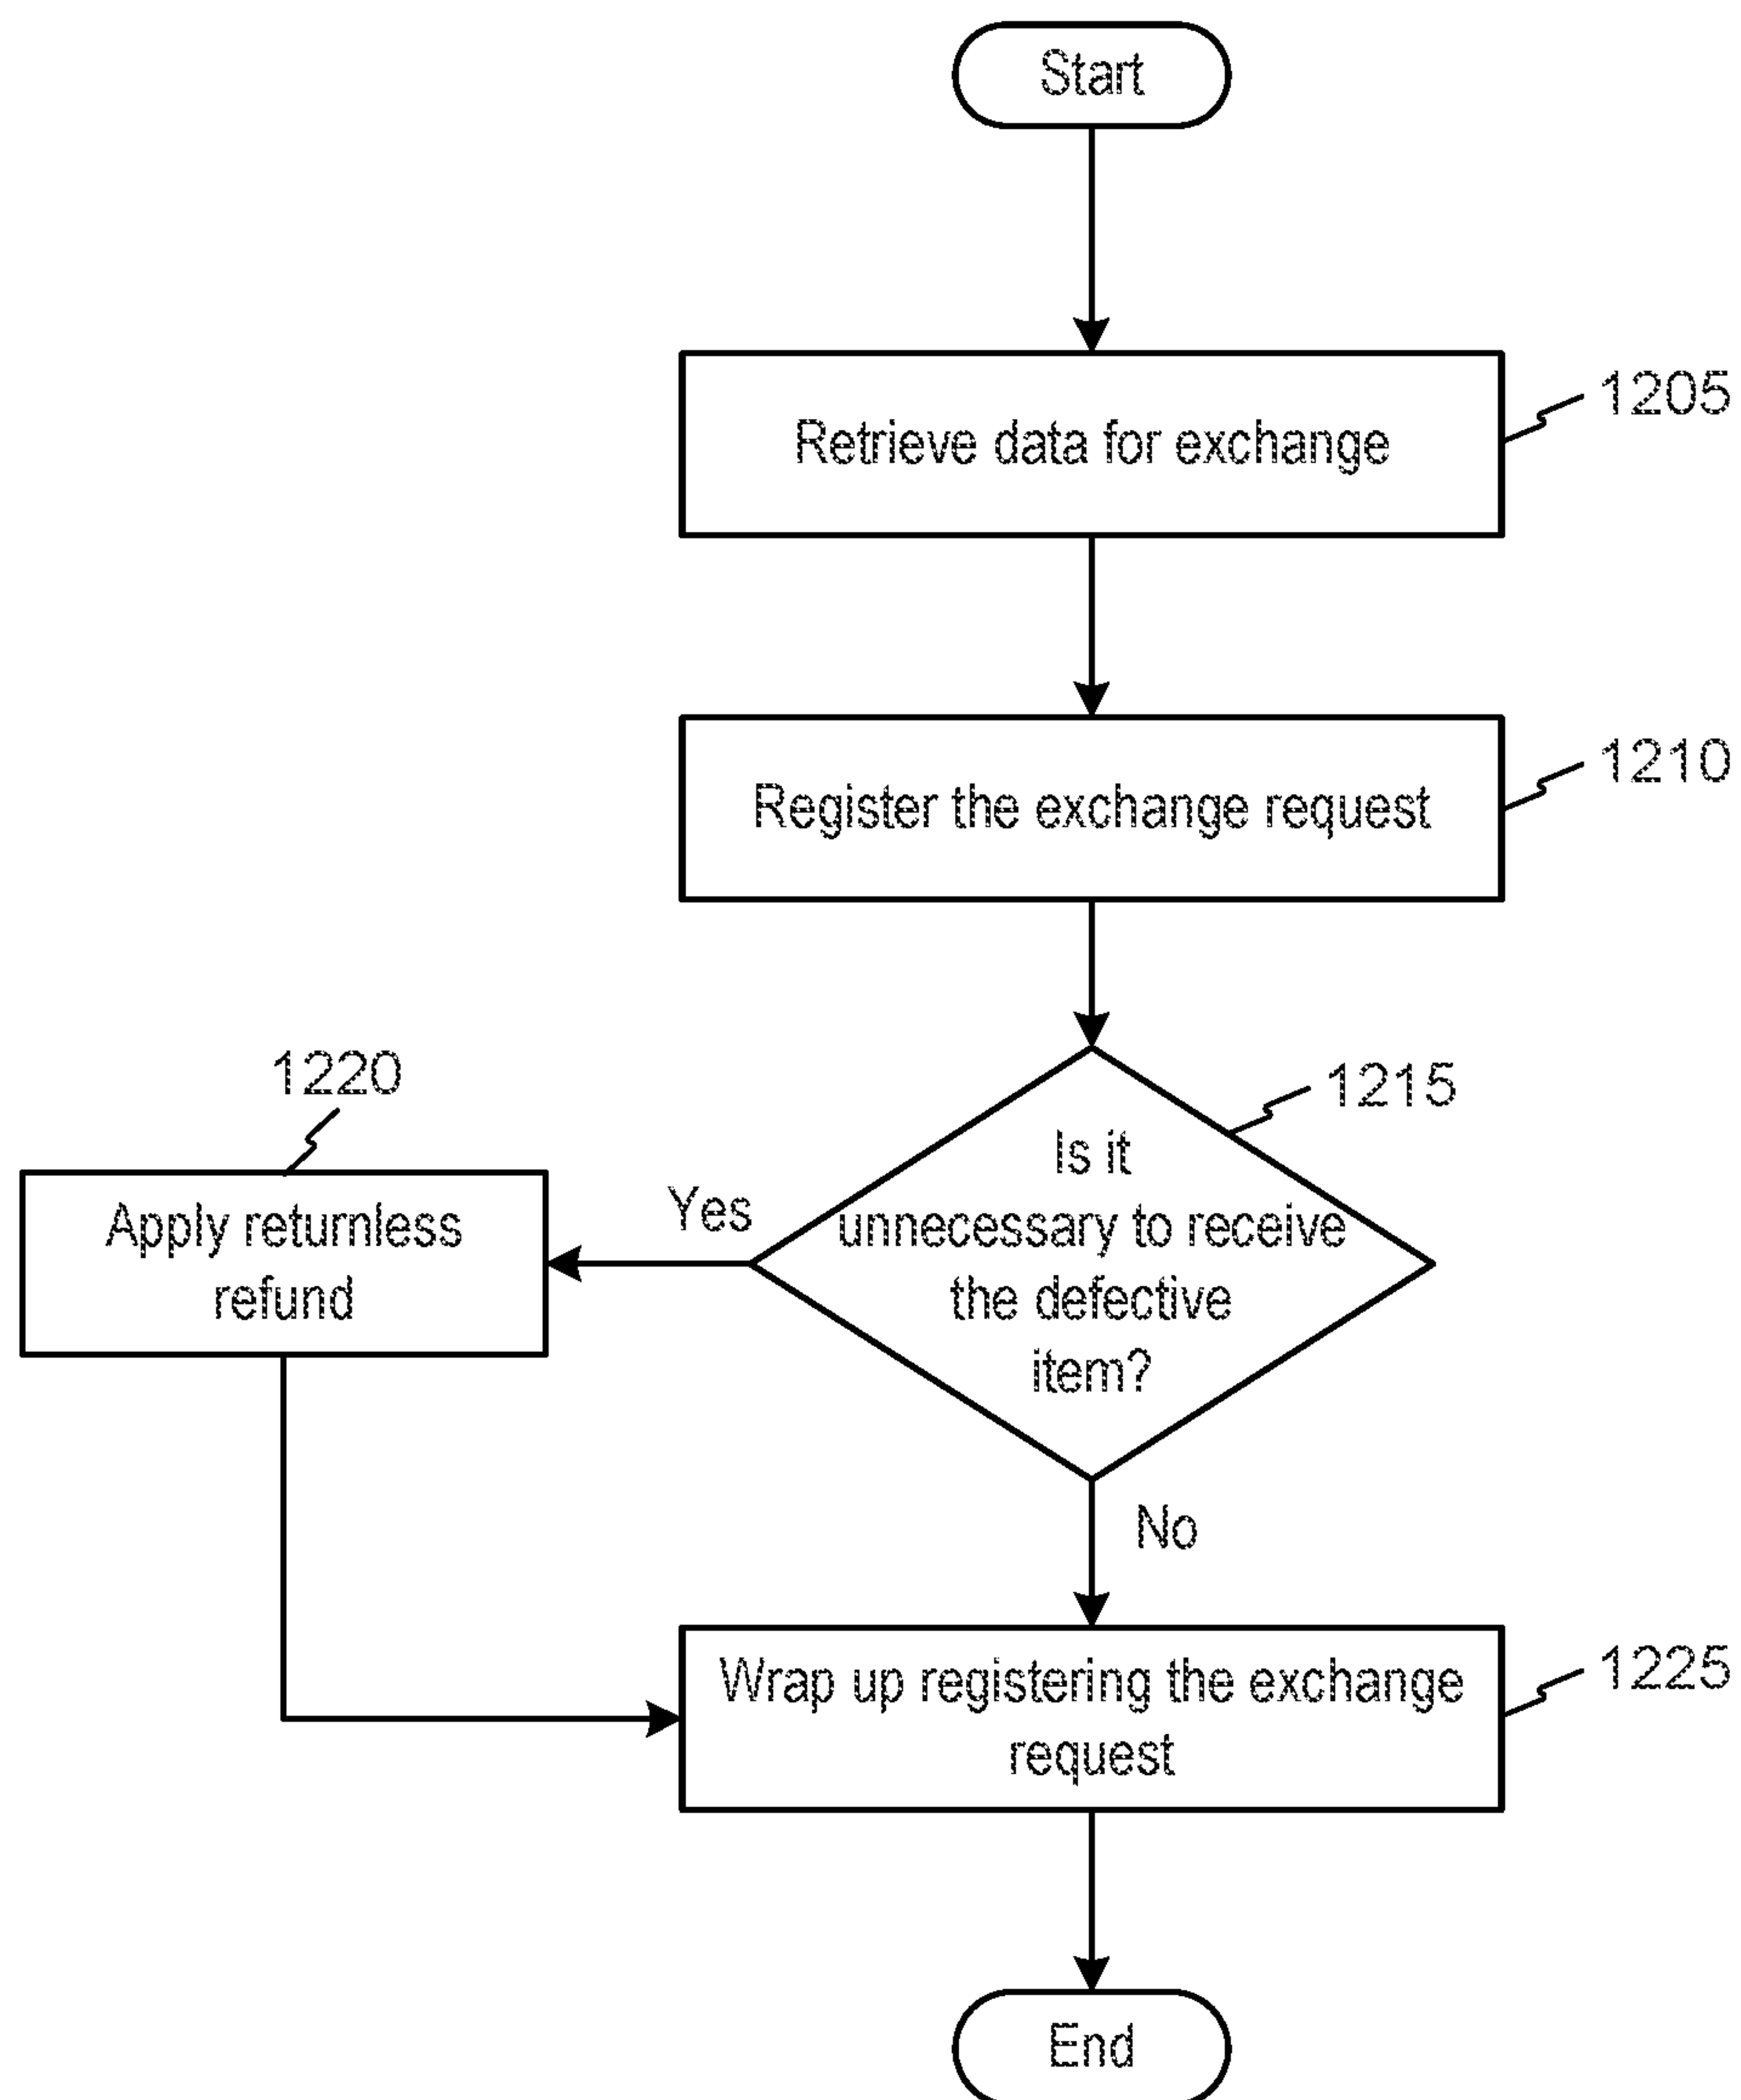 Start
Retrieve data for exchange
1205
Register the exchange request
1210
1215
Is it
unnecessary to receive
the defective
item?
Yes
1220
Apply returnless
refund
No
Wrap up registering the exchange
request
1225
End